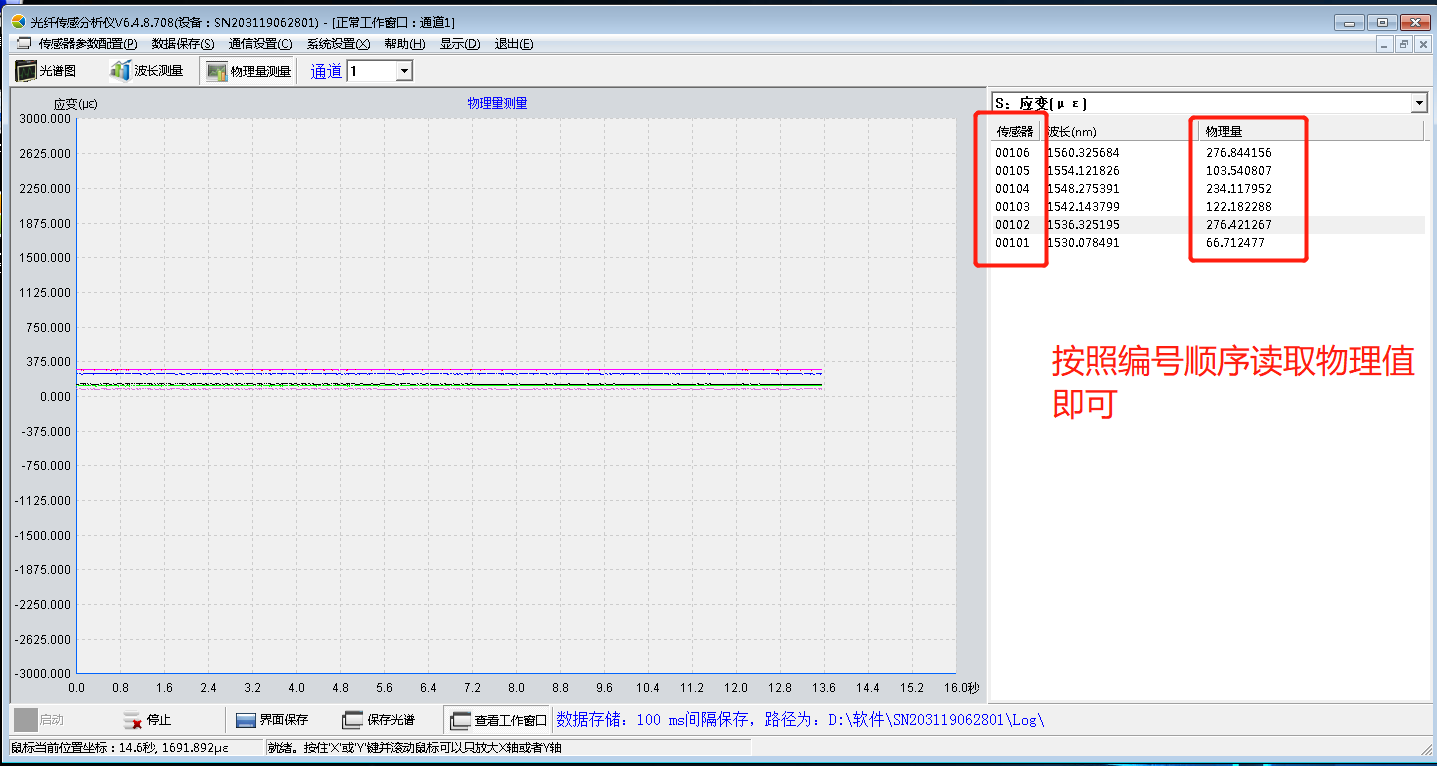 光纤传感分析仪V6.4.8.708(设备：SN203119062801) - [正常工作窗口：通道1]
传感器参数配置(P) 数据保存(S) 通信设置(C) 系统设置(X) 帮助(H) 显示(D) 退出(E)
光谱图 波长测量 物理量测量 通道 1
应变(με) 物理量测量
3000.000
2625.000
2250.000
1875.000
1500.000
1125.000
750.000
375.000
0.000
-375.000
-750.000
-1125.000
-1500.000
-1875.000
-2250.000
-2625.000
-3000.000
0.0 0.8 1.6 2.4 3.2 4.0 4.8 5.6 6.4 7.2 8.0 8.8 9.6 10.4 11.2 12.0 12.8 13.6 14.4 15.2 16.0秒
S: 应变(με)
传感器 波长(nm) 物理量
00106 1560.325684 276.844156
00105 1554.121826 103.540807
00104 1548.275391 234.117952
00103 1542.143799 122.182288
00102 1536.325195 276.421267
00101 1530.078491 66.712477
按照编号顺序读取物理值
即可
启动 停止 界面保存 保存光谱 查看工作窗口 数据存储：100 ms间隔保存，路径为：D:\软件\SN203119062801\Log\
鼠标当前位置坐标：14.6秒, 1691.892με 就绪。按住'X'或'Y'键并滚动鼠标可以只放大X轴或者Y轴